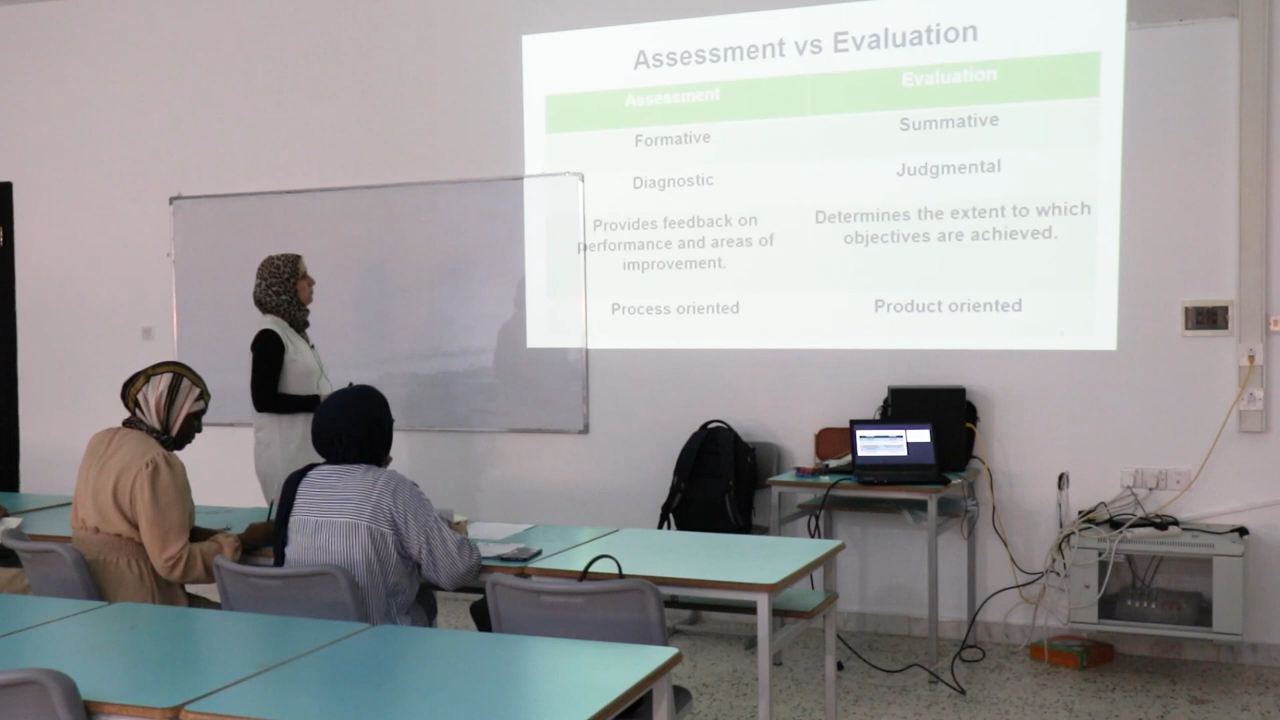 Assessment vs Evaluation
Assessment Evaluation
Formative Summative
Diagnostic Judgmental
Provides feedback on
performance and areas of
improvement.
Determines the extent to which
objectives are achieved.
Process oriented Product oriented